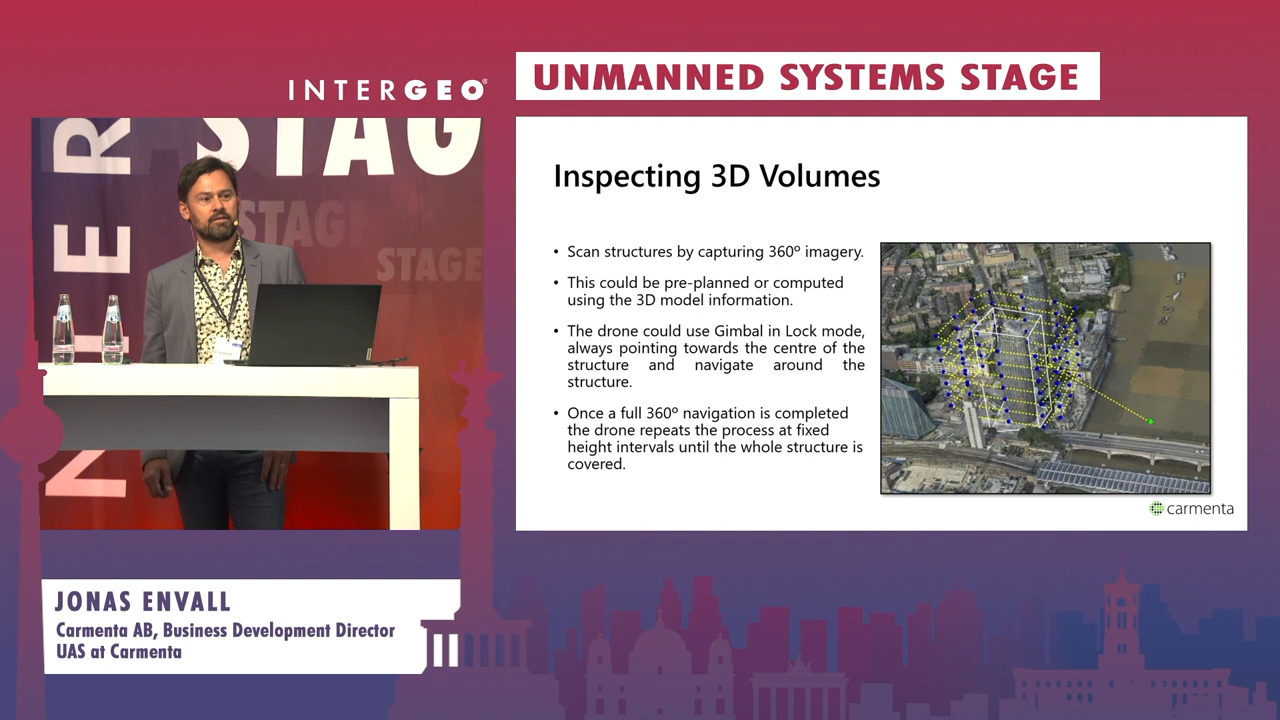 INTERGEO®
UNMANNED SYSTEMS STAGE
STAG
STAGE
STAGE
NTER
Inspecting 3D Volumes
• Scan structures by capturing 360º imagery.
• This could be pre-planned or computed
using the 3D model information.
• The drone could use Gimbal in Lock mode,
always pointing towards the centre of the
structure and navigate around the
structure.
• Once a full 360º navigation is completed
the drone repeats the process at fixed
height intervals until the whole structure is
covered.
carmenta
JONAS ENVALL
Carmenta AB, Business Development Director
UAS at Carmenta